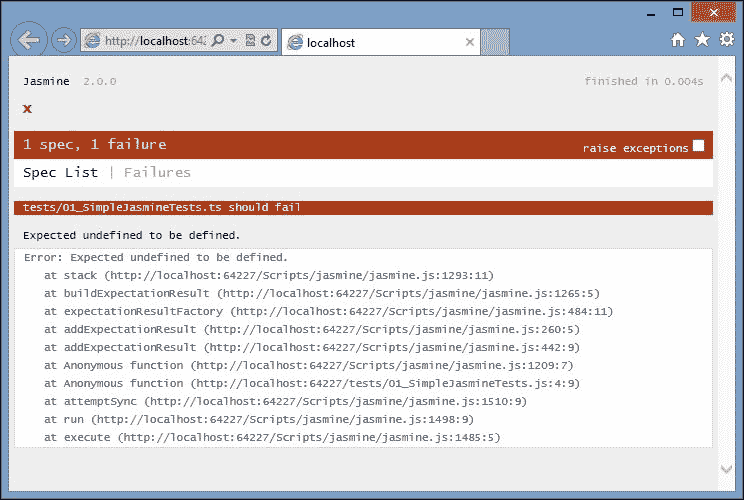 http://localhost:642
localhost
Jasmine 2.0.0 finished in 0.004s
x
1 spec, 1 failure raise exceptions
Spec List | Failures
tests/01_SimpleJasmineTests.ts should fail
Expected undefined to be defined.
Error: Expected undefined to be defined.
at stack (http://localhost:64227/Scripts/jasmine/jasmine.js:1293:11)
at buildExpectationResult (http://localhost:64227/Scripts/jasmine/jasmine.js:1265:5)
at expectationResultFactory (http://localhost:64227/Scripts/jasmine/jasmine.js:484:11)
at addExpectationResult (http://localhost:64227/Scripts/jasmine/jasmine.js:260:5)
at addExpectationResult (http://localhost:64227/Scripts/jasmine/jasmine.js:442:9)
at Anonymous function (http://localhost:64227/Scripts/jasmine/jasmine.js:1209:7)
at Anonymous function (http://localhost:64227/tests/01_SimpleJasmineTests.js:4:9)
at attemptSync (http://localhost:64227/Scripts/jasmine/jasmine.js:1510:9)
at run (http://localhost:64227/Scripts/jasmine/jasmine.js:1498:9)
at execute (http://localhost:64227/Scripts/jasmine/jasmine.js:1485:5)